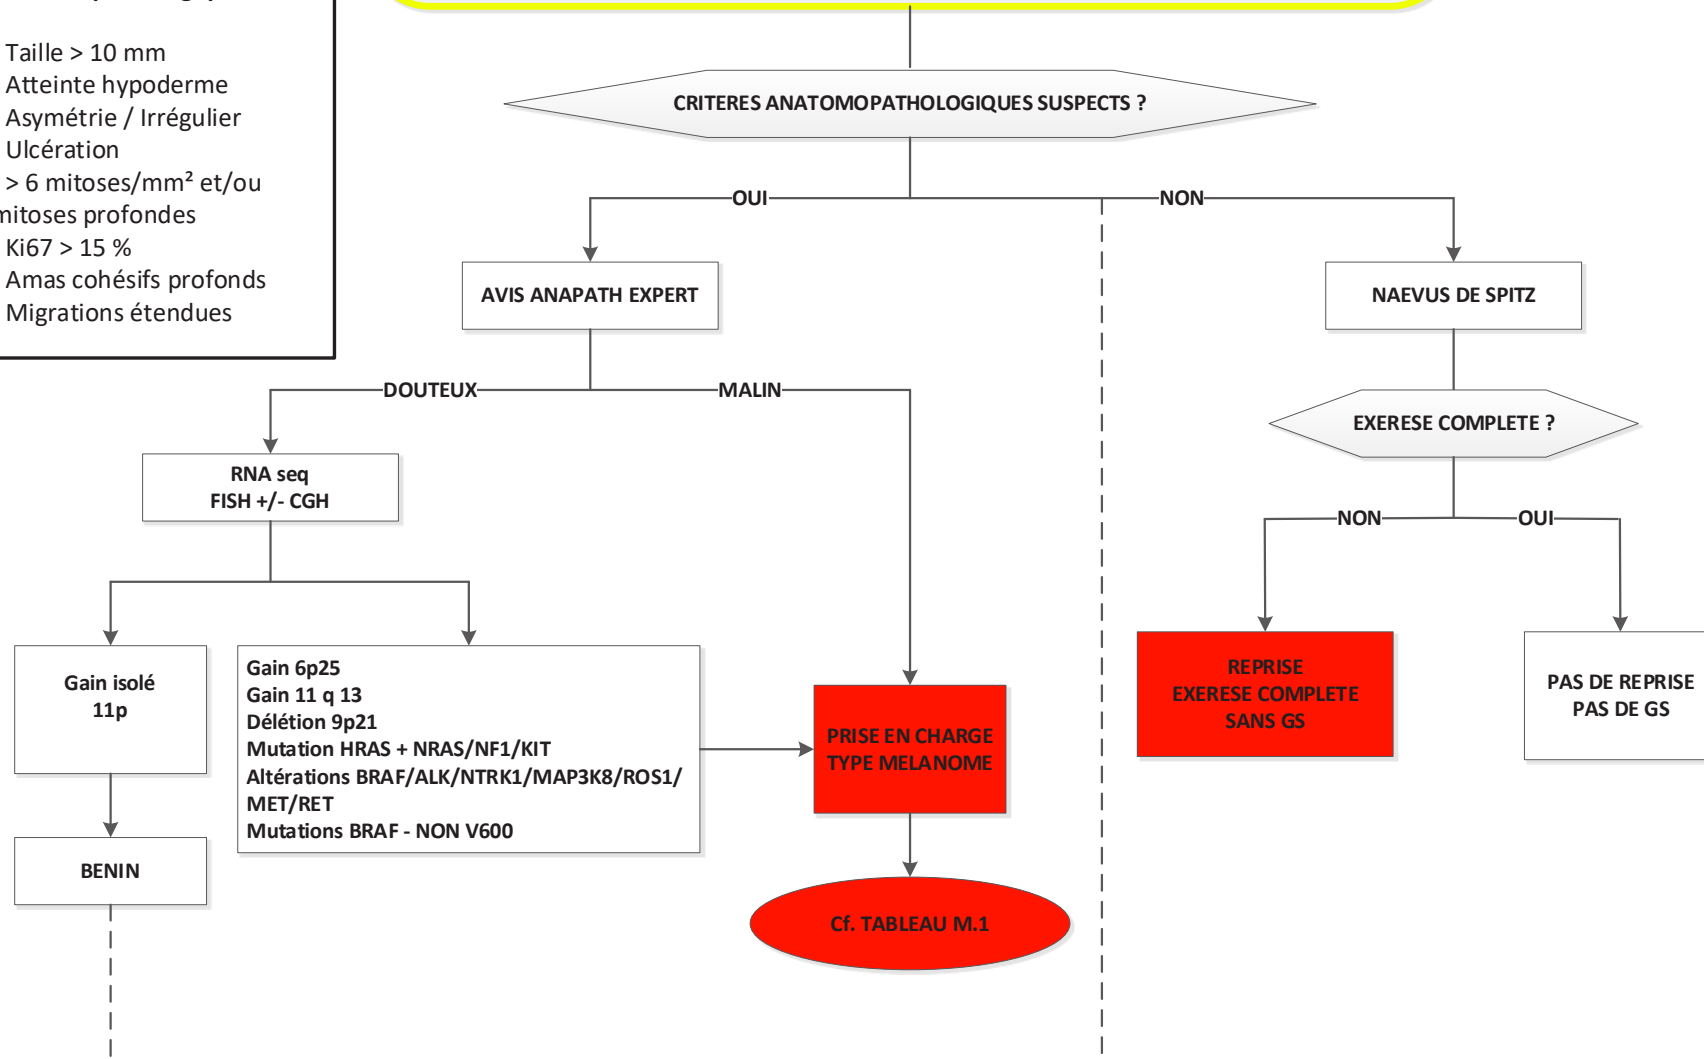 Taille > 10 mm
Atteinte hypoderme
Asymétrie / Irrégulier
Ulcération
> 6 mitoses/mm² et/ou
mitoses profondes
Ki67 > 15 %
Amas cohésifs profonds
Migrations étendues
CRITERES ANATOMOPATHOLOGIQUES SUSPECTS ?
OUI
NON
AVIS ANAPATH EXPERT
NAEVUS DE SPITZ
DOUTEUX
MALIN
EXERESE COMPLETE ?
RNA seq
FISH +/- CGH
NON
OUI
Gain isolé
11p
Gain 6p25
Gain 11 q 13
Délétion 9p21
Mutation HRAS + NRAS/NF1/KIT
Altérations BRAF/ALK/NTRK1/MAP3K8/ROS1/
MET/RET
Mutations BRAF - NON V600
PRISE EN CHARGE
TYPE MELANOME
REPRISE
EXERESE COMPLETE
SANS GS
PAS DE REPRISE
PAS DE GS
BENIN
Cf. TABLEAU M.1